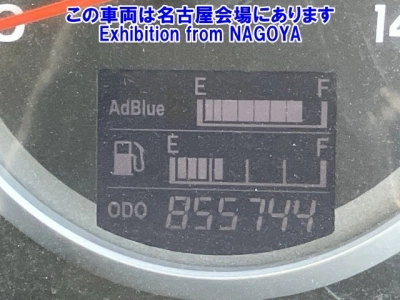 この車両は名古屋会場にあります
Exhibition from NAGOYA
14
E F
AdBlue
E F
ODO 855744